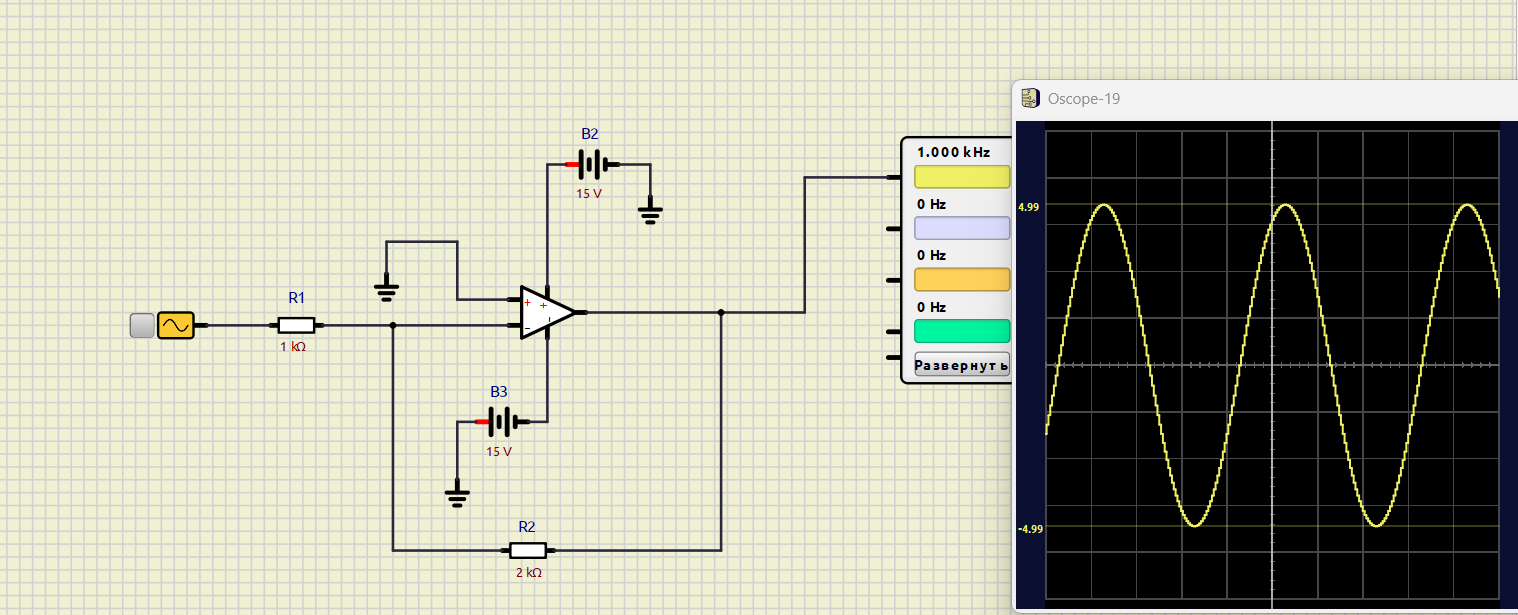 Oscope-19
B2
15 V
1.000 kHz
0 Hz
0 Hz
0 Hz
Развернуть
4.99
-4.99
R1
1 kΩ
+
+
-
B3
15 V
R2
2 kΩ